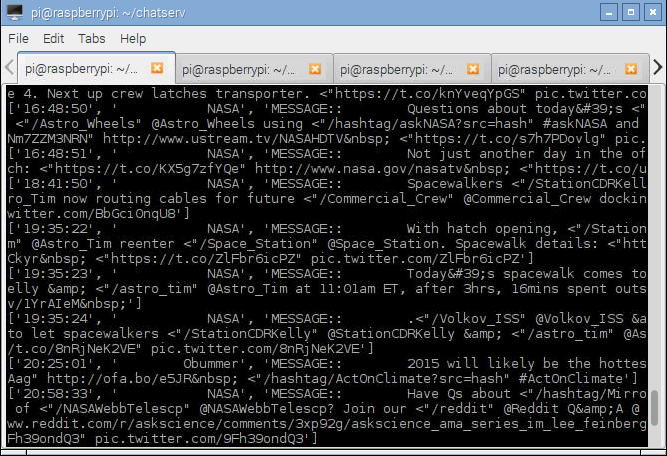 pi@raspberrypi: ~/chatserv
File Edit Tabs Help
pi@raspberrypi: ~/... pi@raspberrypi: ~/... pi@raspberrypi: ~/... pi@raspberrypi: ~/...
e 4. Next up crew latches transporter. <"https://t.co/knYveqYpGS" pic.twitter.co
['16:48:50', ' NASA', 'MESSAGE:: Questions about today&#39;s <"
<"/Astro_Wheels" @Astro_Wheels using <"/hashtag/askNASA?src=hash" #askNASA and
Nm7ZZM3NRN" http://www.ustream.tv/NASAHDTV&nbsp; <"https://t.co/s7h7PDovlg" pic.
['16:48:51', ' NASA', 'MESSAGE:: Not just another day in the of
ch: <"https://t.co/KX5g7zfYQe" http://www.nasa.gov/nasatv&nbsp; <"https://t.co/u
['18:41:50', ' NASA', 'MESSAGE:: Spacewalkers <"/StationCDRKell
ro_Tim now routing cables for future <"/Commercial_Crew" @Commercial_Crew dockin
witter.com/BbGciOnqU8']
['19:35:22', ' NASA', 'MESSAGE:: With hatch opening, <"/Station
m" @Astro_Tim reenter <"/Space_Station" @Space_Station. Spacewalk details: <"htt
Ckyr&nbsp; <"https://t.co/ZlFbr6icPZ" pic.twitter.com/ZlFbr6icPZ']
['19:35:23', ' NASA', 'MESSAGE:: Today&#39;s spacewalk comes to
elly &amp; <"/astro_tim" @Astro_Tim at 11:01am ET, after 3hrs, 16mins spent outs
v/1YrAIeM&nbsp;']
['19:35:24', ' NASA', 'MESSAGE:: .<"/Volkov_ISS" @Volkov_ISS &a
to let spacewalkers <"/StationCDRKelly" @StationCDRKelly &amp; <"/astro_tim" @As
/t.co/8nRjNeK2VE" pic.twitter.com/8nRjNeK2VE']
['20:25:01', ' Obummer', 'MESSAGE:: 2015 will likely be the hottes
Aag" http://ofa.bo/e5JR&nbsp; <"/hashtag/ActOnClimate?src=hash" #ActOnClimate']
['20:58:33', ' NASA', 'MESSAGE:: Have Qs about <"/hashtag/Mirro
of <"/NASAWebbTelescp" @NASAWebbTelescp? Join our <"/reddit" @Reddit Q&amp;A @
ww.reddit.com/r/askscience/comments/3xp92g/askscience_ama_series_im_lee_feinberg
Fh39ondQ3" pic.twitter.com/9Fh39ondQ3']